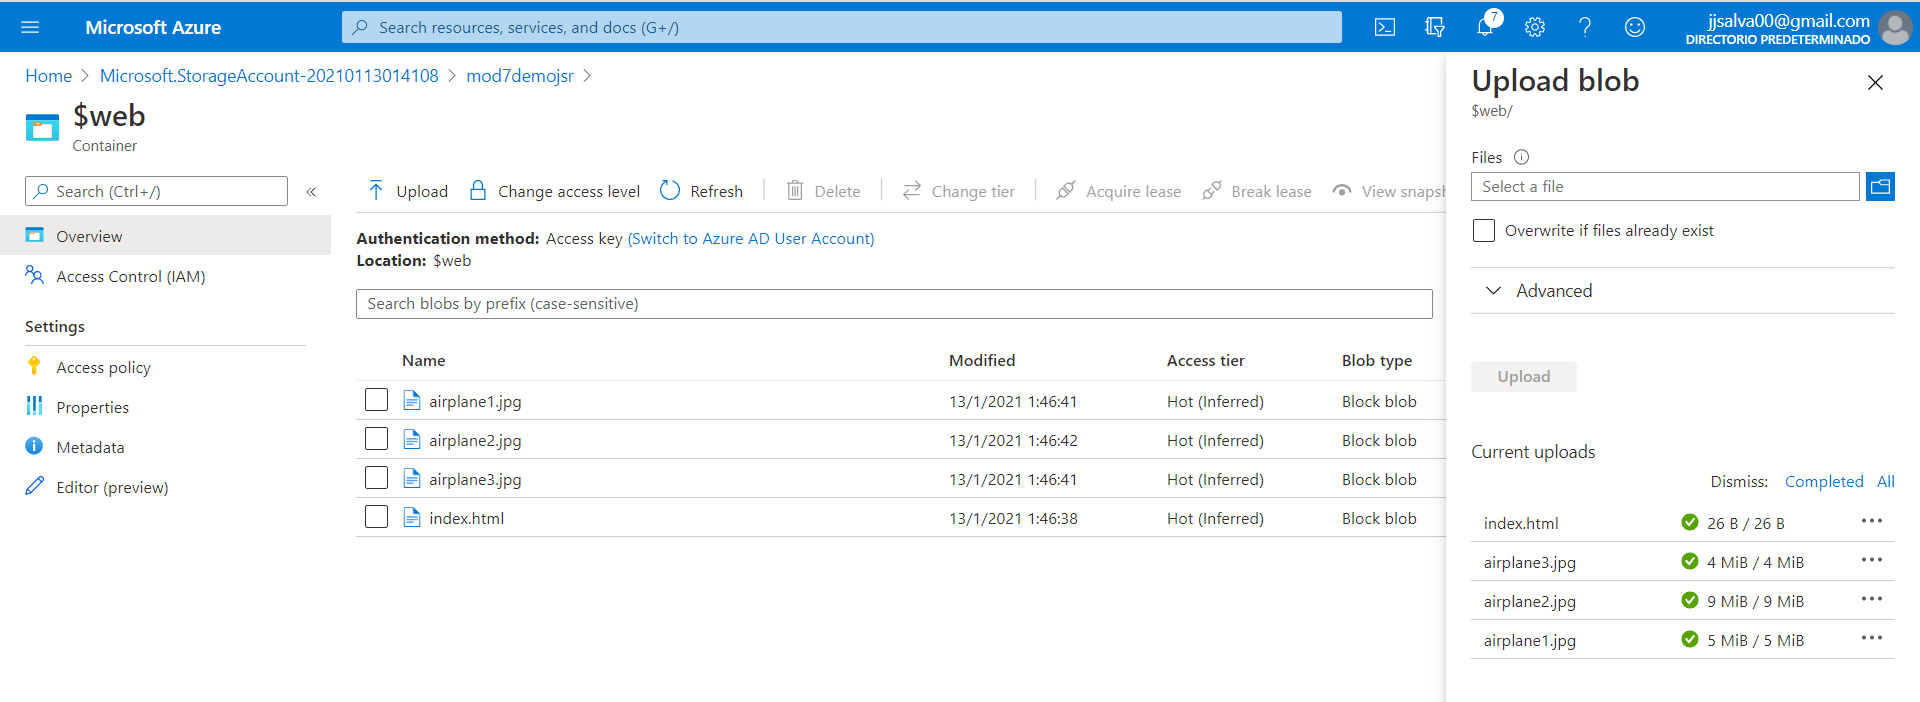 Microsoft Azure
Search resources, services, and docs (G+/)
7
jjsalva00@gmail.com
DIRECTORIO PREDETERMINADO
Home > Microsoft.StorageAccount-20210113014108 > mod7demojsr >
$web
Container
Search (Ctrl+/)
«
Overview
Access Control (IAM)
Settings
Access policy
Properties
Metadata
Editor (preview)
Upload Change access level Refresh Delete Change tier Acquire lease Break lease View snapsh
Authentication method: Access key (Switch to Azure AD User Account)
Location: $web
Search blobs by prefix (case-sensitive)
Name Modified Access tier Blob type
airplane1.jpg 13/1/2021 1:46:41 Hot (Inferred) Block blob
airplane2.jpg 13/1/2021 1:46:42 Hot (Inferred) Block blob
airplane3.jpg 13/1/2021 1:46:41 Hot (Inferred) Block blob
index.html 13/1/2021 1:46:38 Hot (Inferred) Block blob
Upload blob
$web/
Files
Select a file
Overwrite if files already exist
Advanced
Upload
Current uploads
Dismiss: Completed All
index.html 26 B / 26 B
airplane3.jpg 4 MiB / 4 MiB
airplane2.jpg 9 MiB / 9 MiB
airplane1.jpg 5 MiB / 5 MiB